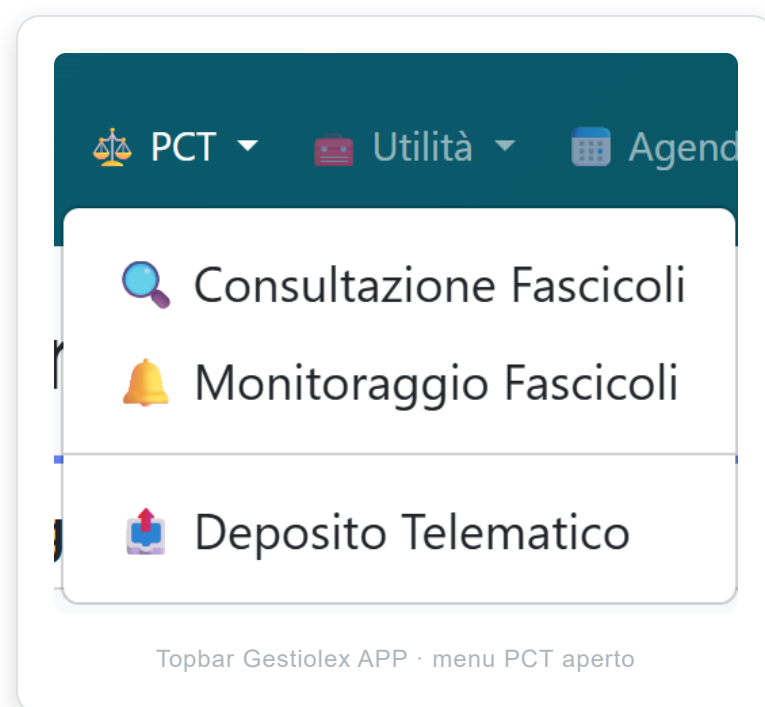 PCT Utilità Agend
Consultazione Fascicoli
Monitoraggio Fascicoli
Deposito Telematico
Topbar Gestiolex APP · menu PCT aperto